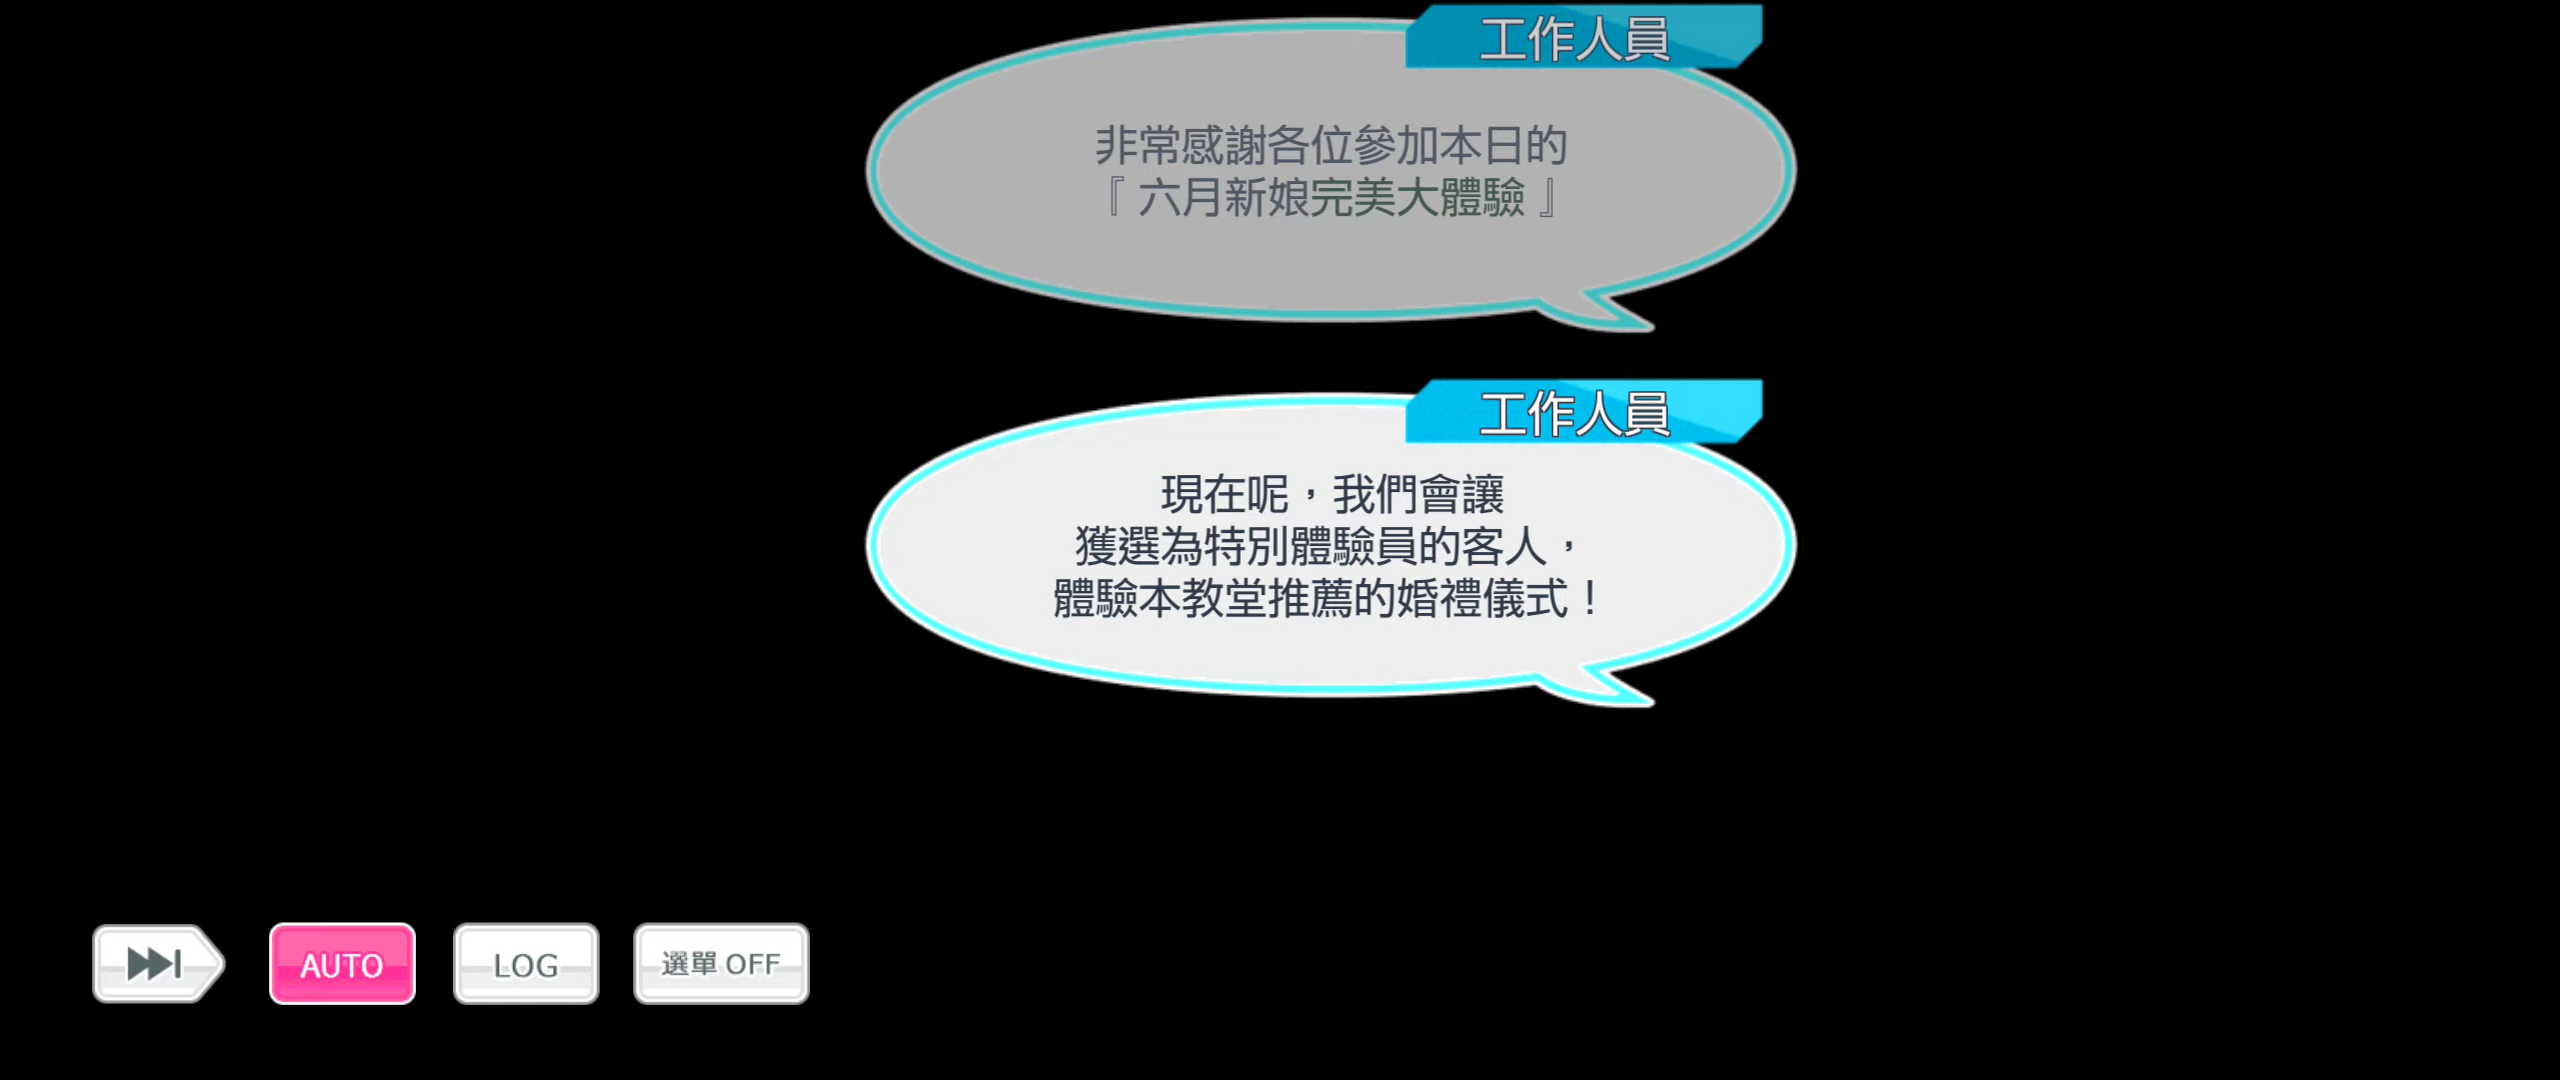 工作人員
非常感謝各位參加本日的
『六月新娘完美大體驗』
工作人員
現在呢，我們會讓
獲選為特別體驗員的客人，
體驗本教堂推薦的婚禮儀式！
AUTO
LOG
選單 OFF